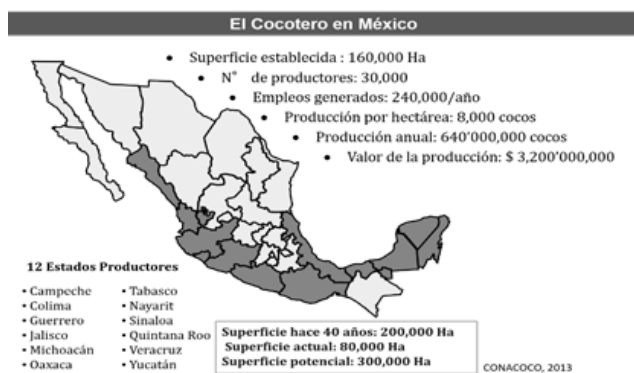 El Cocotero en México
• Superficie establecida : 160,000 Ha
• N° de productores: 30,000
• Empleos generados: 240,000/año
• Producción por hectárea: 8,000 cocos
• Producción anual: 640'000,000 cocos
• Valor de la producción: $ 3,200'000,000
12 Estados Productores
• Campeche
• Colima
• Guerrero
• Jalisco
• Michoacán
• Oaxaca
• Tabasco
• Nayarit
• Sinaloa
• Quintana Roo
• Veracruz
• Yucatán
Superficie hace 40 años: 200,000 Ha
Superficie actual: 80,000 Ha
Superficie potencial: 300,000 Ha
CONACOCO, 2013